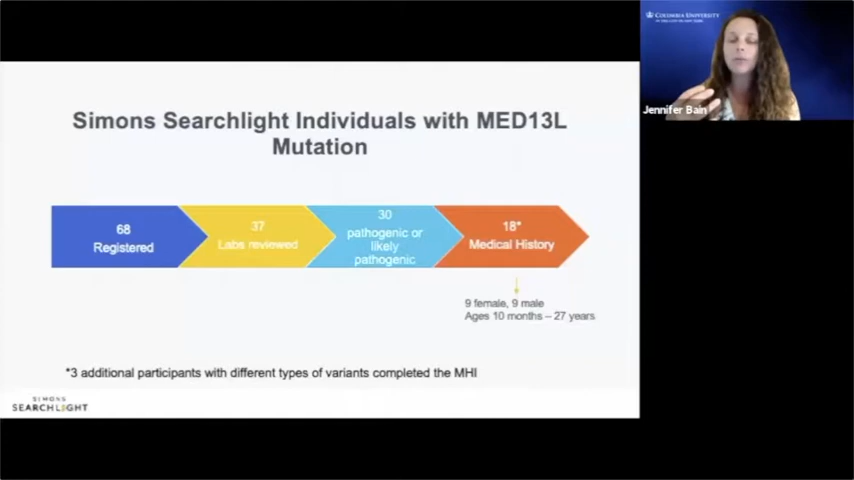 Simons Searchlight Individuals with MED13L
Mutation
68
Registered
37
Labs reviewed
30
pathogenic or
likely
pathogenic
18*
Medical History
9 female, 9 male
Ages 10 months – 27 years
*3 additional participants with different types of variants completed the MHI
SIMONS
SEARCHLIGHT
COLUMBIA UNIVERSITY
Jennifer Bain